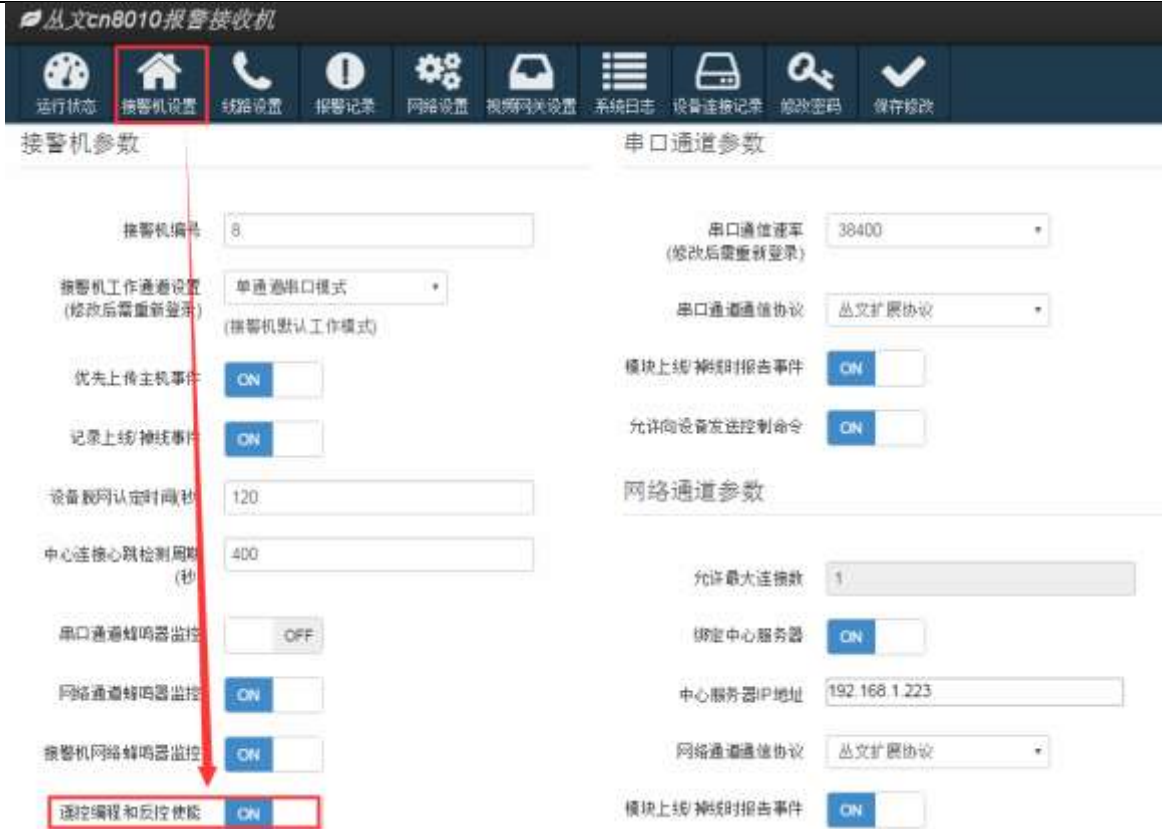 丛文cn8010报警接收机
运行状态 接警机设置 线路设置 报警记录 网络设置 视频网关设置 系统日志 设备连接记录 修改密码 保存修改
接警机参数
接警机编号 8
接警机工作通道设置 单通道串口模式
(修改后需重新登录)
(接警机默认工作模式)
优先上传主机事件 ON
记录上线/掉线事件 ON
设备脱网认定时间(秒 120
中心连接心跳检测周期 400
(秒
串口通道蜂鸣器监控 OFF
网络通道蜂鸣器监控 ON
接警机网络蜂鸣器监控 ON
遥控编程和反控使能 ON
串口通道参数
串口通信速率 38400
(修改后需重新登录)
串口通道通信协议 丛文扩展协议
模块上线/掉线时报告事件 ON
允许向设备发送控制命令 ON
网络通道参数
允许最大连接数 1
绑定中心服务器 ON
中心服务器IP地址 192.168.1.223
网络通道通信协议 丛文扩展协议
模块上线/掉线时报告事件 ON